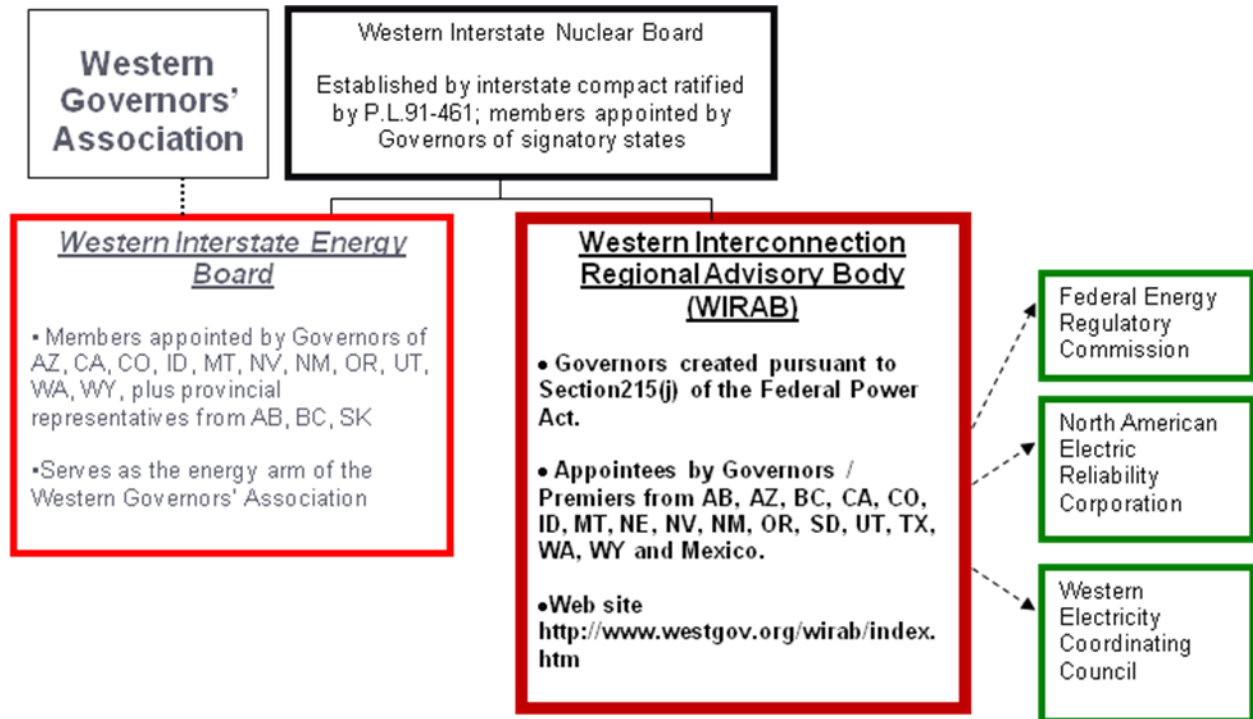 Western
Governors'
Association
Western Interstate Nuclear Board
Established by interstate compact ratified
by P.L.91-461; members appointed by
Governors of signatory states
Western Interstate Energy
Board
• Members appointed by Governors of
AZ, CA, CO, ID, MT, NV, NM, OR, UT,
WA, WY, plus provincial
representatives from AB, BC, SK
•Serves as the energy arm of the
Western Governors' Association
Western Interconnection
Regional Advisory Body
(WIRAB)
• Governors created pursuant to
Section215(j) of the Federal Power
Act.
• Appointees by Governors /
Premiers from AB, AZ, BC, CA, CO,
ID, MT, NE, NV, NM, OR, SD, UT, TX,
WA, WY and Mexico.
•Web site
http://www.westgov.org/wirab/index.
htm
Federal Energy
Regulatory
Commission
North American
Electric
Reliability
Corporation
Western
Electricity
Coordinating
Council